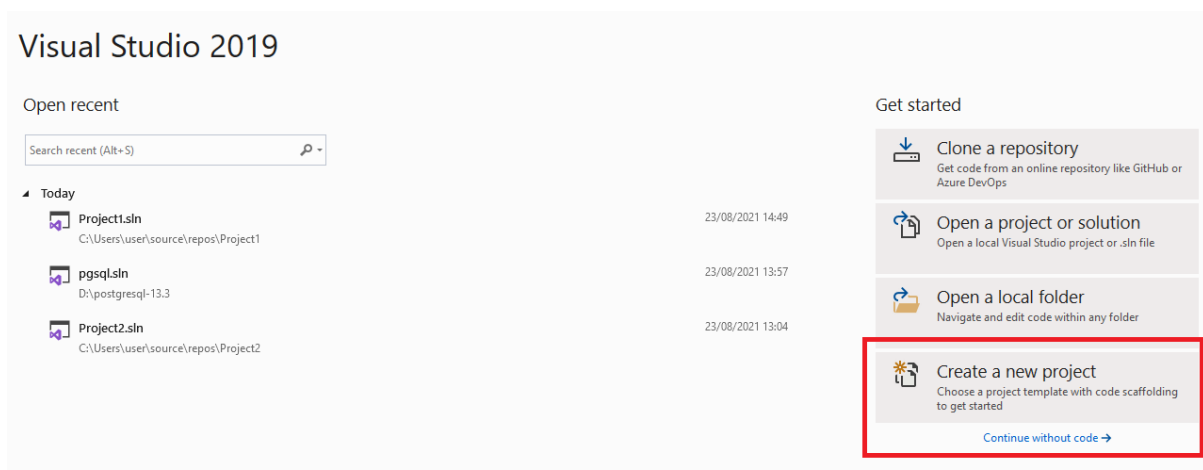 Visual Studio 2019
Open recent
Search recent (Alt+S)
Today
Project1.sln
23/08/2021 14:49
C:\Users\user\source\repos\Project1
pgsql.sln
23/08/2021 13:57
D:\postgresql-13.3
Project2.sln
23/08/2021 13:04
C:\Users\user\source\repos\Project2
Get started
Clone a repository
Get code from an online repository like GitHub or
Azure DevOps
Open a project or solution
Open a local Visual Studio project or .sln file
Open a local folder
Navigate and edit code within any folder
Create a new project
Choose a project template with code scaffolding
to get started
Continue without code →